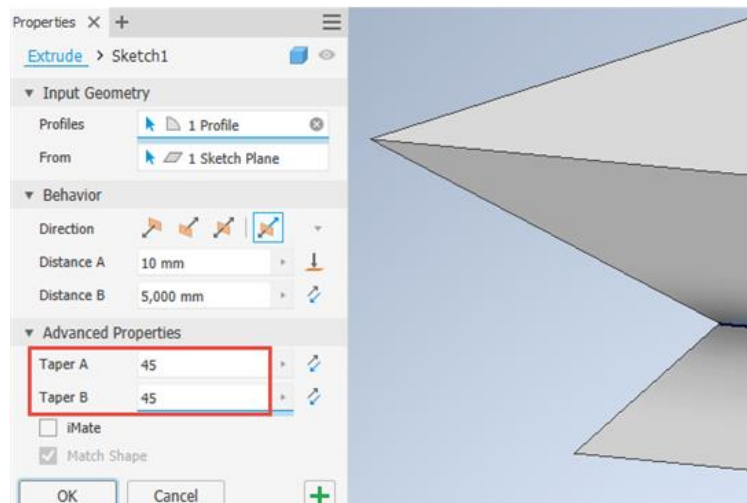 Properties × +
Extrude > Sketch1
Input Geometry
Profiles 1 Profile
From 1 Sketch Plane
Behavior
Direction
Distance A 10 mm
Distance B 5,000 mm
Advanced Properties
Taper A 45
Taper B 45
iMate
Match Shape
OK Cancel